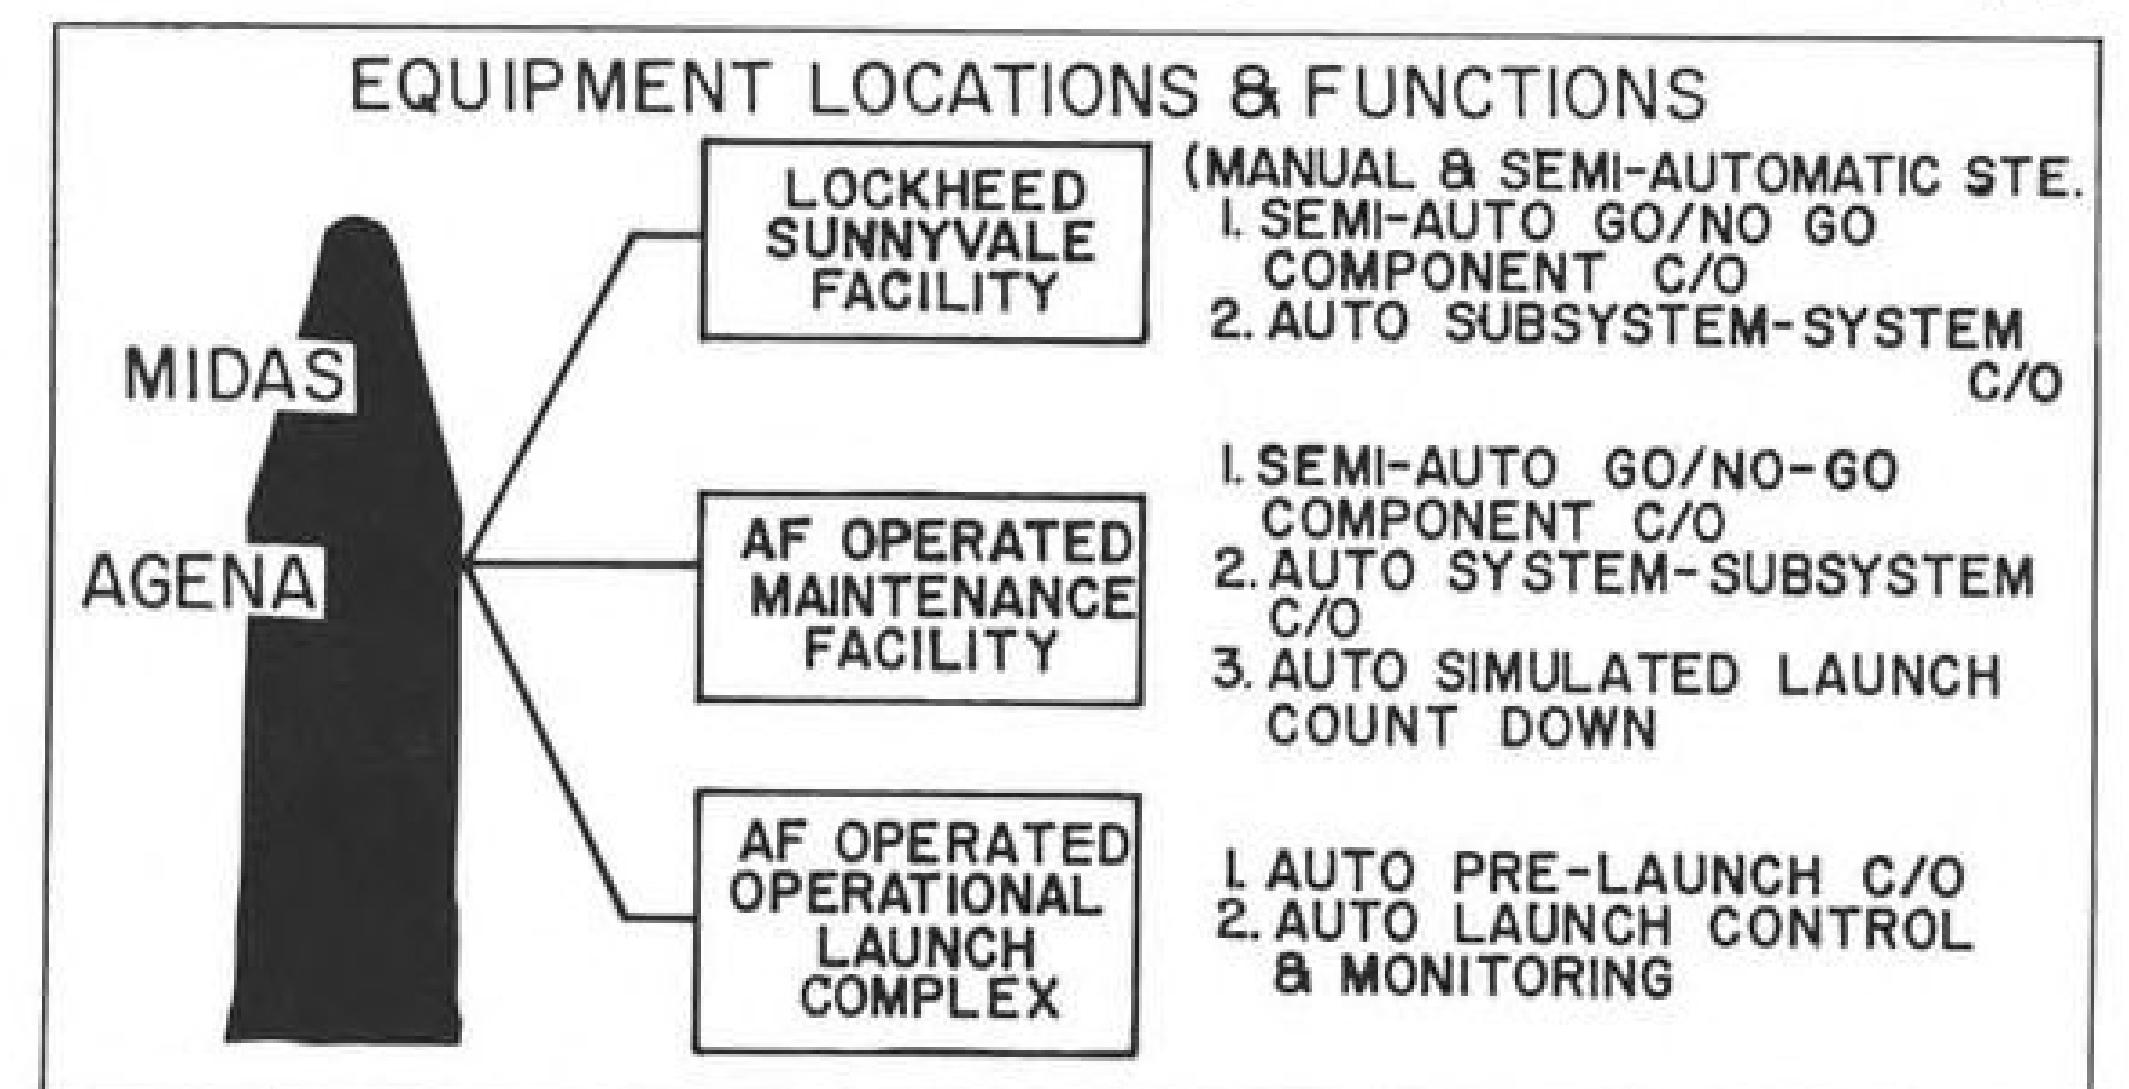 EQUIPMENT LOCATIONS & FUNCTIONS
MIDAS
AGENA
LOCKHEED
SUNNYVALE
FACILITY
(MANUAL & SEMI-AUTOMATIC STE.
1. SEMI-AUTO GO/NO GO
COMPONENT C/O
2. AUTO SUBSYSTEM-SYSTEM
C/O
AF OPERATED
MAINTENANCE
FACILITY
1. SEMI-AUTO GO/NO-GO
COMPONENT C/O
2. AUTO SYSTEM-SUBSYSTEM
C/O
3. AUTO SIMULATED LAUNCH
COUNT DOWN
AF OPERATED
OPERATIONAL
LAUNCH
COMPLEX
1. AUTO PRE-LAUNCH C/O
2. AUTO LAUNCH CONTROL
& MONITORING